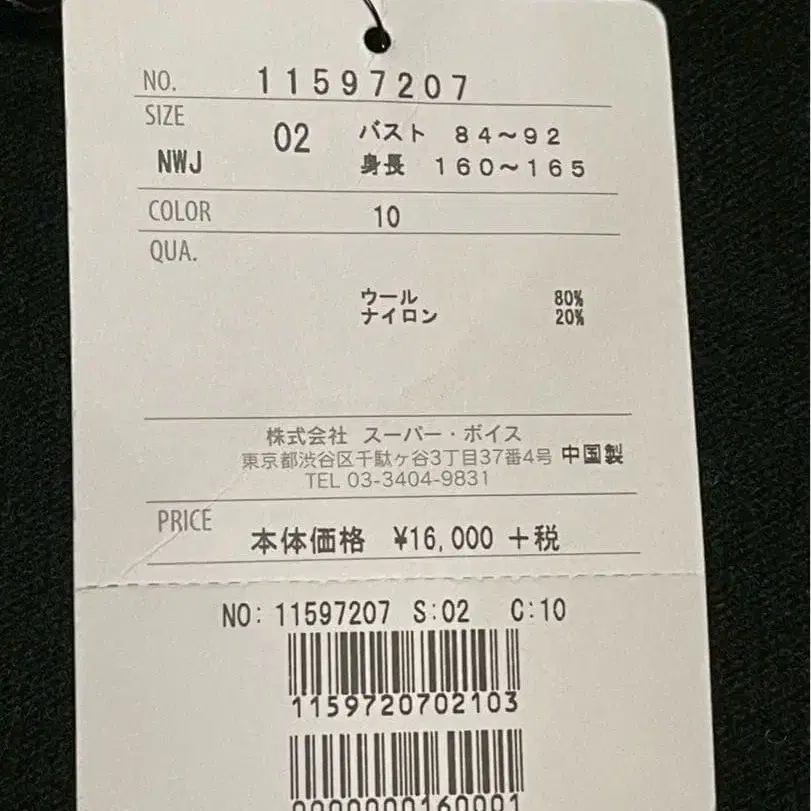 NO. 11597207
SIZE
02 バスト 84～92
NWJ 身長 160～165
COLOR 10
QUA.
ウール 80%
ナイロン 20%
株式会社 スーパー・ボイス
東京都渋谷区千駄ヶ谷3丁目37番4号 中国製
TEL 03-3404-9831
PRICE
本体価格 ¥16,000 +税
NO: 11597207 S:02 C:10
1159720702103